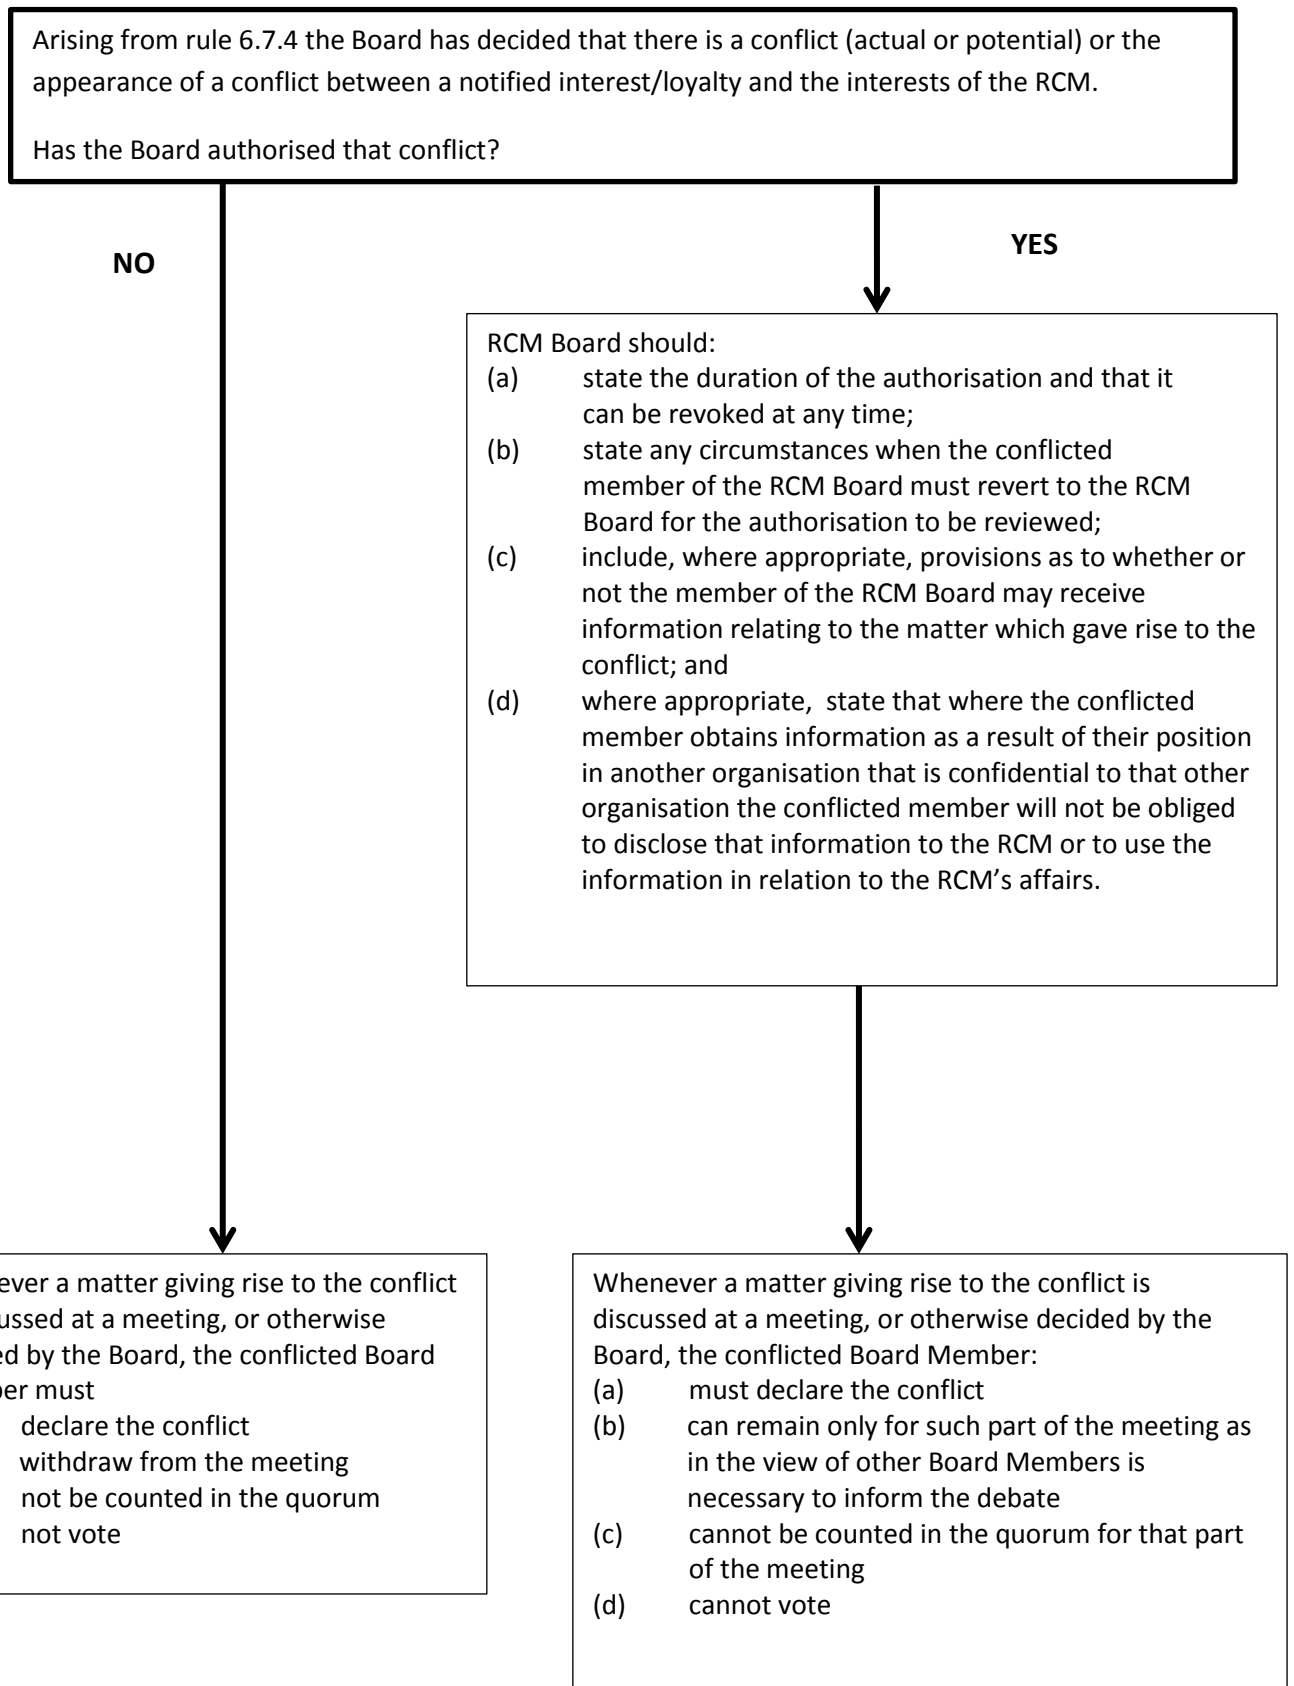 Arising from rule 6.7.4 the Board has decided that there is a conflict (actual or potential) or the
appearance of a conflict between a notified interest/loyalty and the interests of the RCM.
Has the Board authorised that conflict?
NO
YES
RCM Board should:
(a) state the duration of the authorisation and that it
can be revoked at any time;
(b) state any circumstances when the conflicted
member of the RCM Board must revert to the RCM
Board for the authorisation to be reviewed;
(c) include, where appropriate, provisions as to whether or
not the member of the RCM Board may receive
information relating to the matter which gave rise to the
conflict; and
(d) where appropriate, state that where the conflicted
member obtains information as a result of their position
in another organisation that is confidential to that other
organisation the conflicted member will not be obliged
to disclose that information to the RCM or to use the
information in relation to the RCM’s affairs.
ever a matter giving rise to the conflict
ussed at a meeting, or otherwise
ed by the Board, the conflicted Board
ber must
declare the conflict
withdraw from the meeting
not be counted in the quorum
not vote
Whenever a matter giving rise to the conflict is
discussed at a meeting, or otherwise decided by the
Board, the conflicted Board Member:
(a) must declare the conflict
(b) can remain only for such part of the meeting as
in the view of other Board Members is
necessary to inform the debate
(c) cannot be counted in the quorum for that part
of the meeting
(d) cannot vote